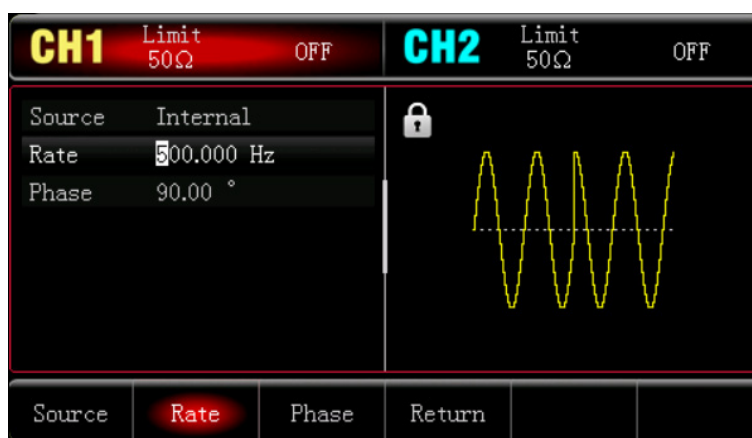 CH1 Limit 50Ω OFF CH2 Limit 50Ω OFF
Source Internal
Rate 500.000 Hz
Phase 90.00 °
Source Rate Phase Return